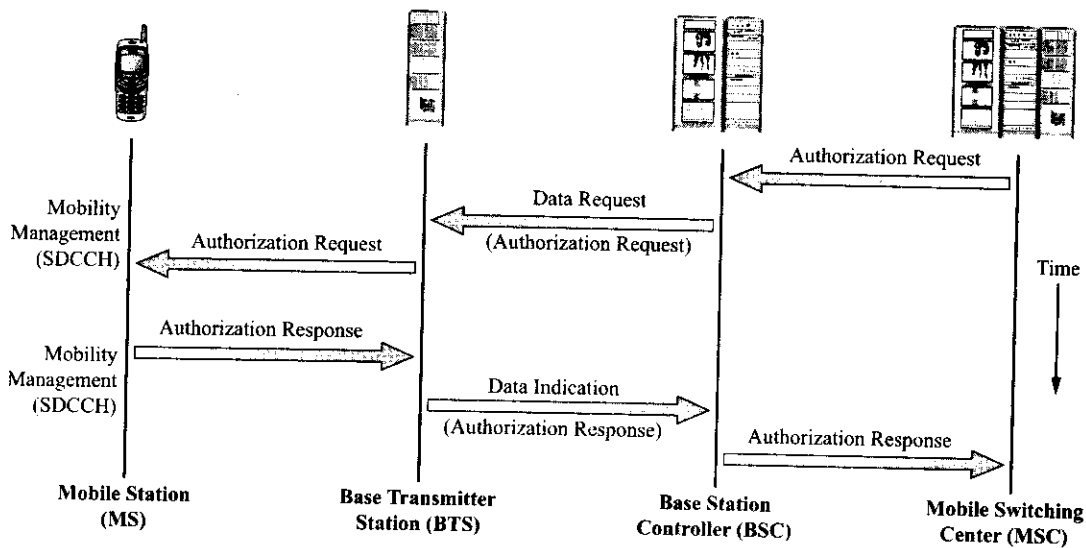 Authorization Request
Data Request
(Authorization Request)
Mobility
Management
(SDCCH)
Authorization Request
Time
Authorization Response
Mobility
Management
(SDCCH)
Data Indication
(Authorization Response)
Authorization Response
Mobile Station
(MS)
Base Transmitter
Station (BTS)
Base Station
Controller (BSC)
Mobile Switching
Center (MSC)